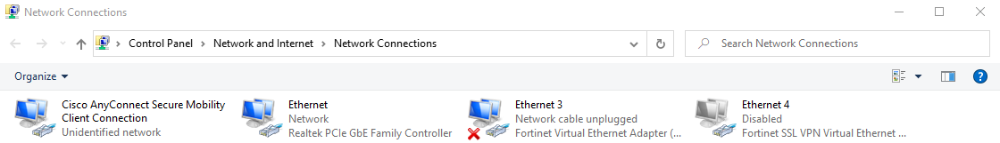 Network Connections
Control Panel > Network and Internet > Network Connections
Search Network Connections
Organize
Cisco AnyConnect Secure Mobility
Client Connection
Unidentified network
Ethernet
Network
Realtek PCIe GbE Family Controller
Ethernet 3
Network cable unplugged
Fortinet Virtual Ethernet Adapter (...
Ethernet 4
Disabled
Fortinet SSL VPN Virtual Ethernet ...